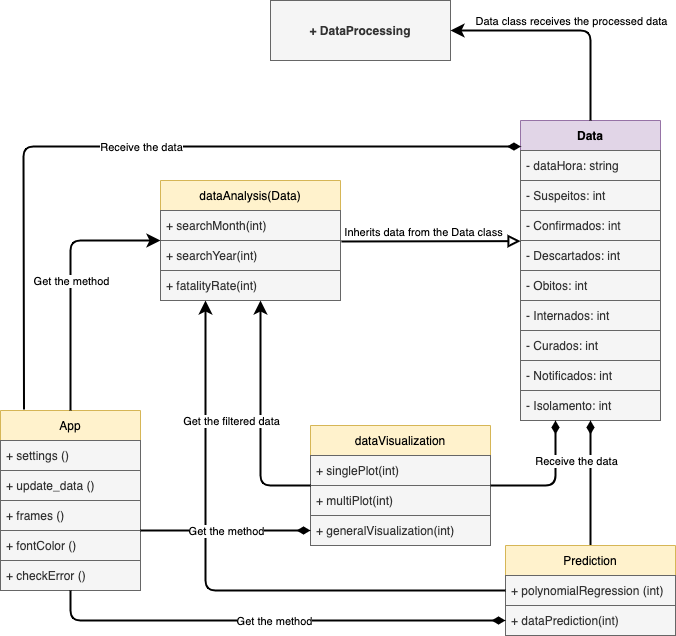 + DataProcessing
Data class receives the processed data
Data
- dataHora: string
- Suspeitos: int
- Confirmados: int
- Descartados: int
- Obitos: int
- Internados: int
- Curados: int
- Notificados: int
- Isolamento: int
Receive the data
dataAnalysis(Data)
+ searchMonth(int)
+ searchYear(int)
+ fatalityRate(int)
Inherits data from the Data class
Get the method
Get the filtered data
App
+ settings ()
+ update_data ()
+ frames ()
+ fontColor ()
+ checkError ()
dataVisualization
+ singlePlot(int)
+ multiPlot(int)
+ generalVisualization(int)
Receive the data
Get the method
Prediction
+ polynomialRegression (int)
+ dataPrediction(int)
Get the method